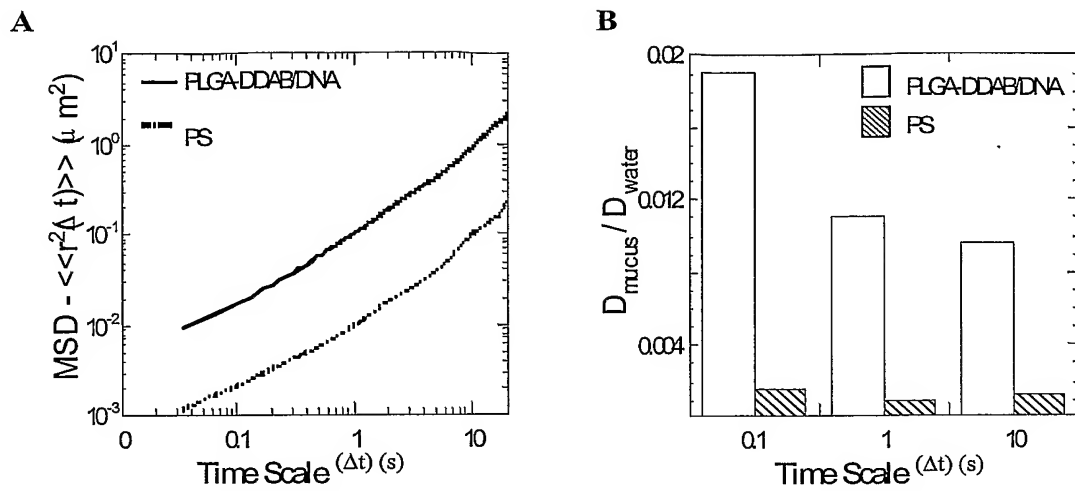 A
MSD - <<r²(Δ t)>> (μ m²)
10¹
10⁰
10⁻¹
10⁻²
10⁻³
PLGA-DDAB/DNA
PS
0 0.1 1 10
Time Scale (Δt) (s)
B
D_mucus / D_water
0.02
0.012
0.004
PLGA-DDAB/DNA
PS
0.1 1 10
Time Scale (Δt) (s)